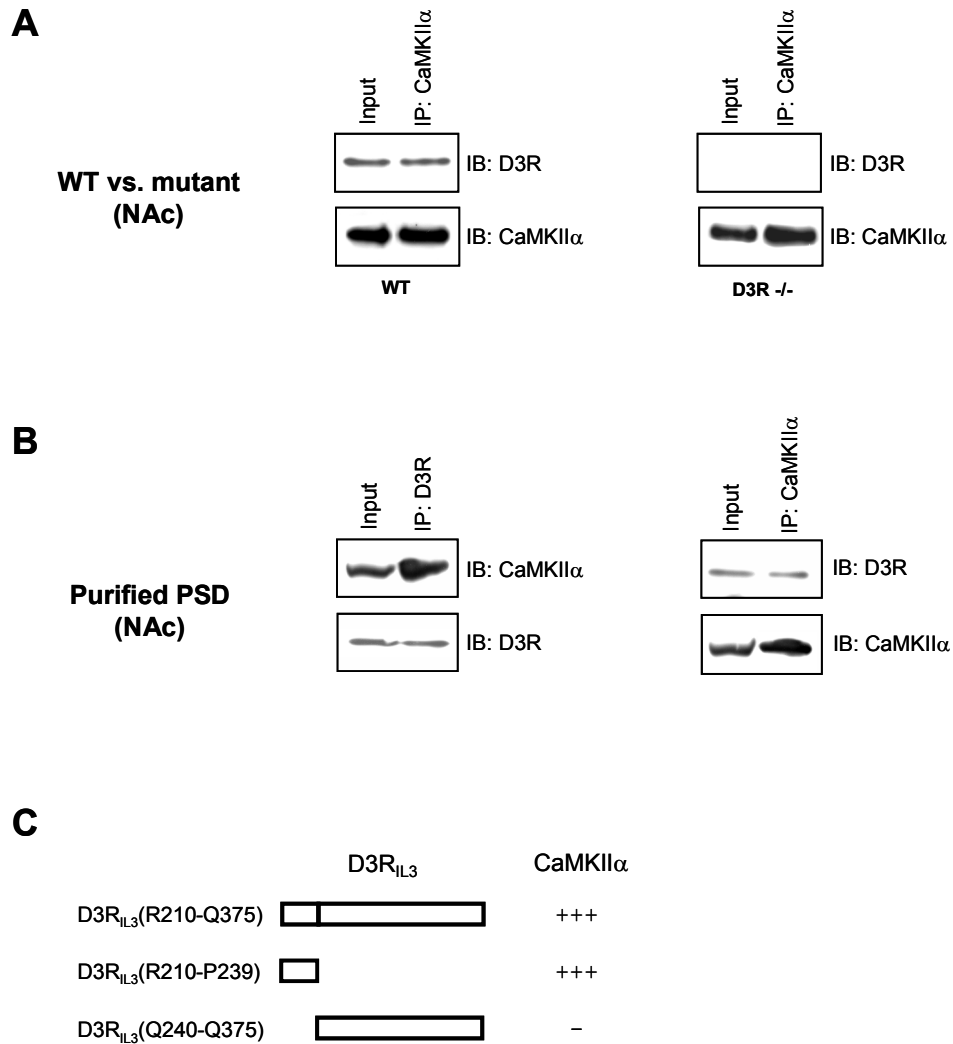 A
Input
IP: CaMKIIα
Input
IP: CaMKIIα
WT vs. mutant
(NAc)
IB: D3R
IB: D3R
IB: CaMKIIα
IB: CaMKIIα
WT
D3R -/-
B
Input
IP: D3R
Input
IP: CaMKIIα
Purified PSD
(NAc)
IB: CaMKIIα
IB: D3R
IB: D3R
IB: CaMKIIα
C
D3RIL3 CaMKIIα
D3RIL3(R210-Q375) +++
D3RIL3(R210-P239) +++
D3RIL3(Q240-Q375) –